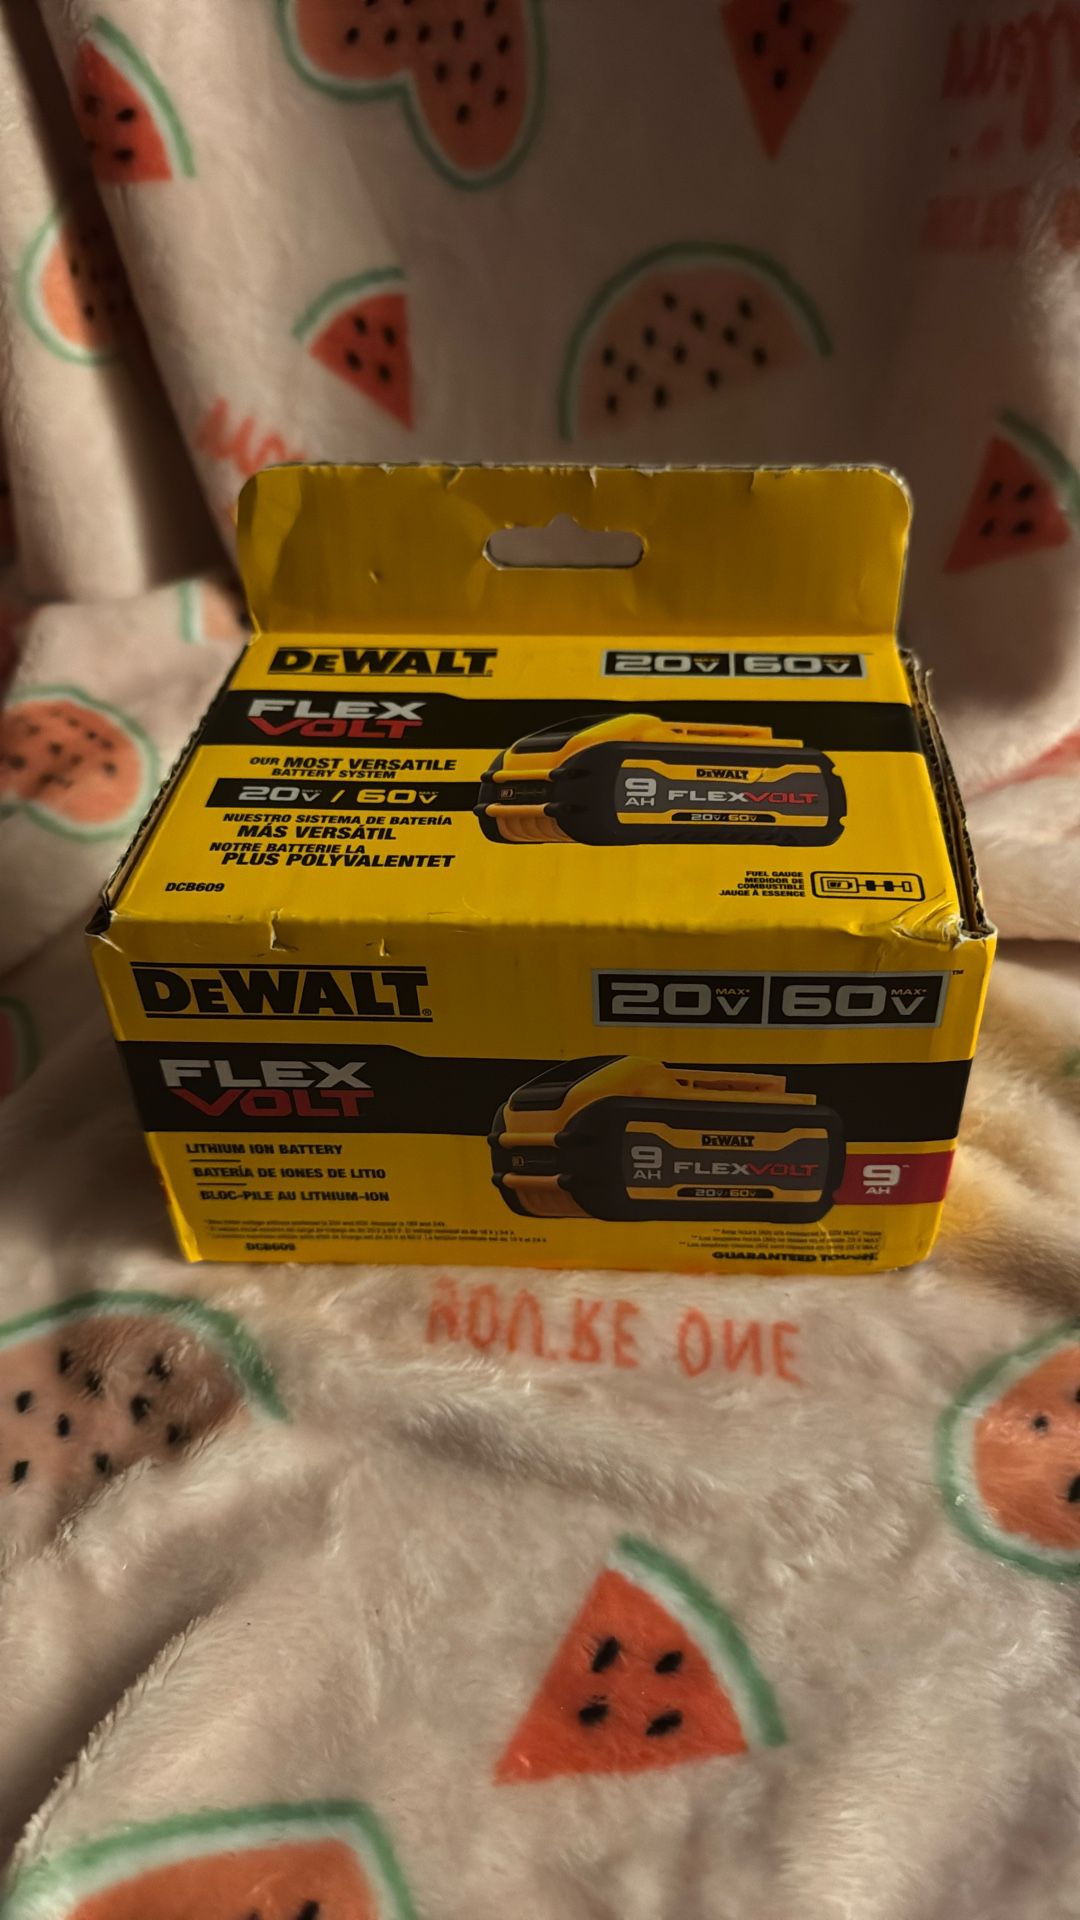 DEWALT
20V MAX* 60V MAX*
FLEX
VOLT
OUR MOST VERSATILE
BATTERY SYSTEM
20V / 60V
NUESTRO SISTEMA DE BATERÍA
MÁS VERSÁTIL
NOTRE BATTERIE LA
PLUS POLYVALENTET
DCB609
DEWALT
9
AH
FLEXVOLT
20V/60V
FUEL GAUGE
MEDIDOR DE
COMBUSTIBLE
JAUGE À ESSENCE
DEWALT®
20V MAX* 60V MAX* ™
FLEX
VOLT
LITHIUM ION BATTERY
BATERÍA DE IONES DE LITIO
BLOC-PILE AU LITHIUM-ION
DCB609
DEWALT
9
AH
FLEXVOLT
20V/60V
9
AH
GUARANTEED TOUGH.
YOU'RE ONE